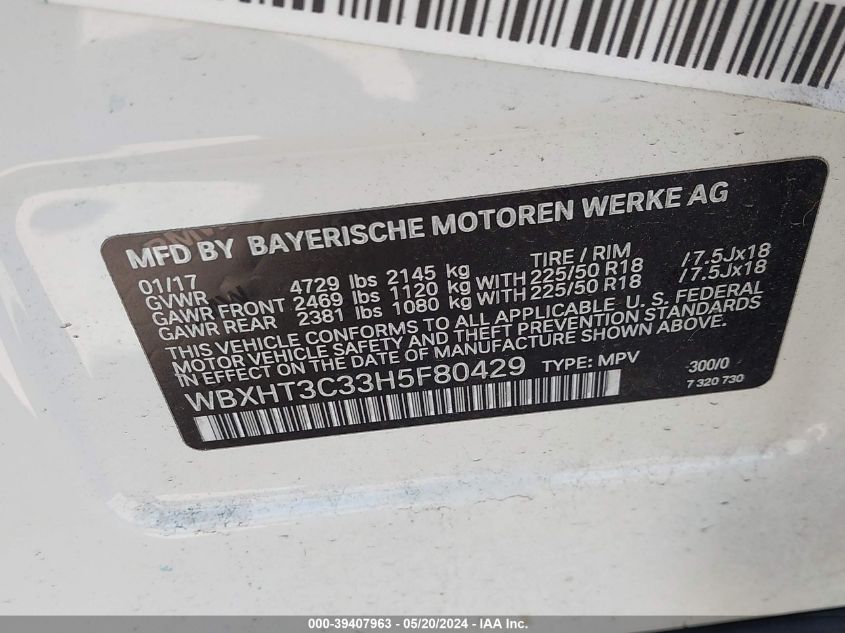 MFD BY BAYERISCHE MOTOREN WERKE AG
01/17 TIRE / RIM
GVWR 4729 lbs 2145 kg
GAWR FRONT 2469 lbs 1120 kg WITH 225/50 R18 /7.5Jx18
GAWR REAR 2381 lbs 1080 kg WITH 225/50 R18 /7.5Jx18
THIS VEHICLE CONFORMS TO ALL APPLICABLE U. S. FEDERAL
MOTOR VEHICLE SAFETY AND THEFT PREVENTION STANDARDS
IN EFFECT ON THE DATE OF MANUFACTURE SHOWN ABOVE.
WBXHT3C33H5F80429 TYPE: MPV 300/0
7 320 730
000-39407963 - 05/20/2024 - IAA Inc.